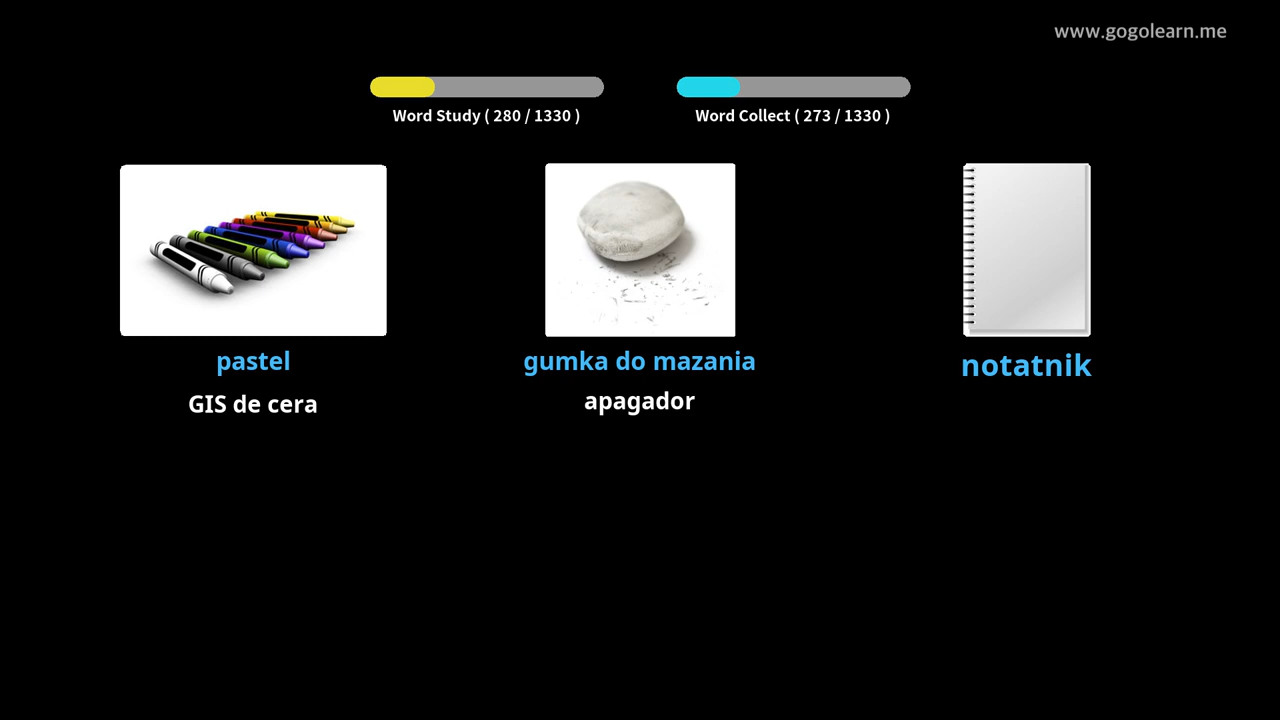 www.gogolearn.me
Word Study ( 280 / 1330 )
Word Collect ( 273 / 1330 )
pastel
gumka do mazania
notatnik
GIS de cera
apagador